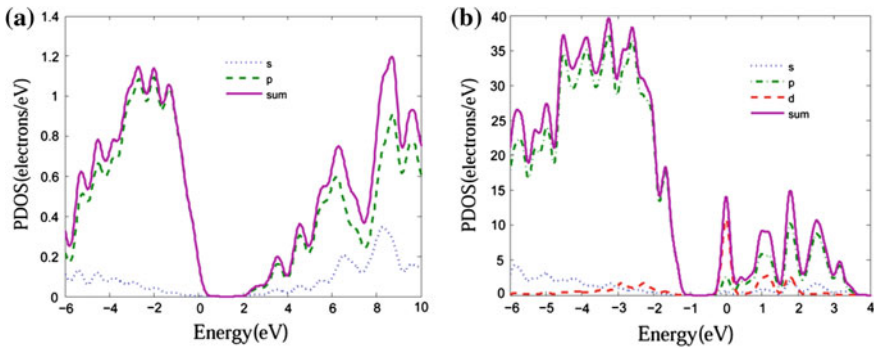 (a)
1.4
1.2
1
0.8
0.6
0.4
0.2
0
PDOS(electrons/eV)
s
p
sum
-6 -4 -2 0 2 4 6 8 10
Energy(eV)
(b)
40
35
30
25
20
15
10
5
0
PDOS(electrons/eV)
s
p
d
sum
-6 -5 -4 -3 -2 -1 0 1 2 3 4
Energy(eV)